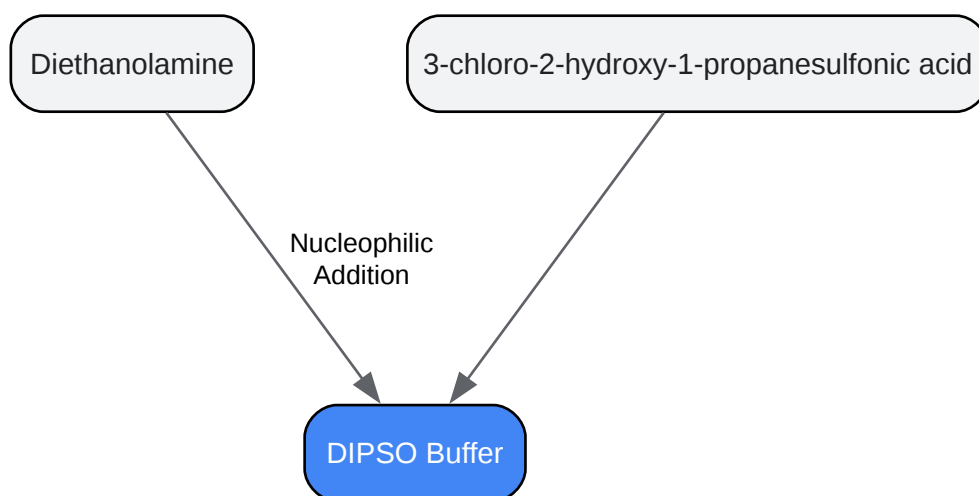 Diethanolamine
3-chloro-2-hydroxy-1-propanesulfonic acid
Nucleophilic
Addition
DIPSO Buffer